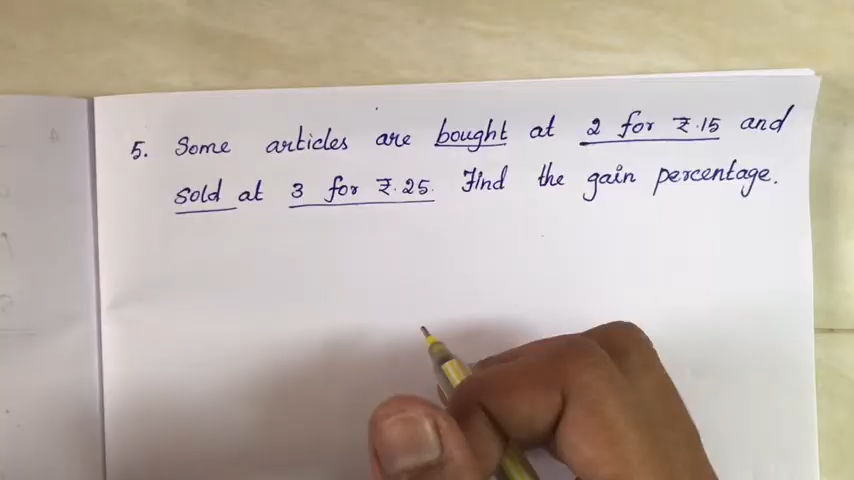 5. Some articles are bought at 2 for ₹.15 and
sold at 3 for ₹.25. Find the gain percentage.